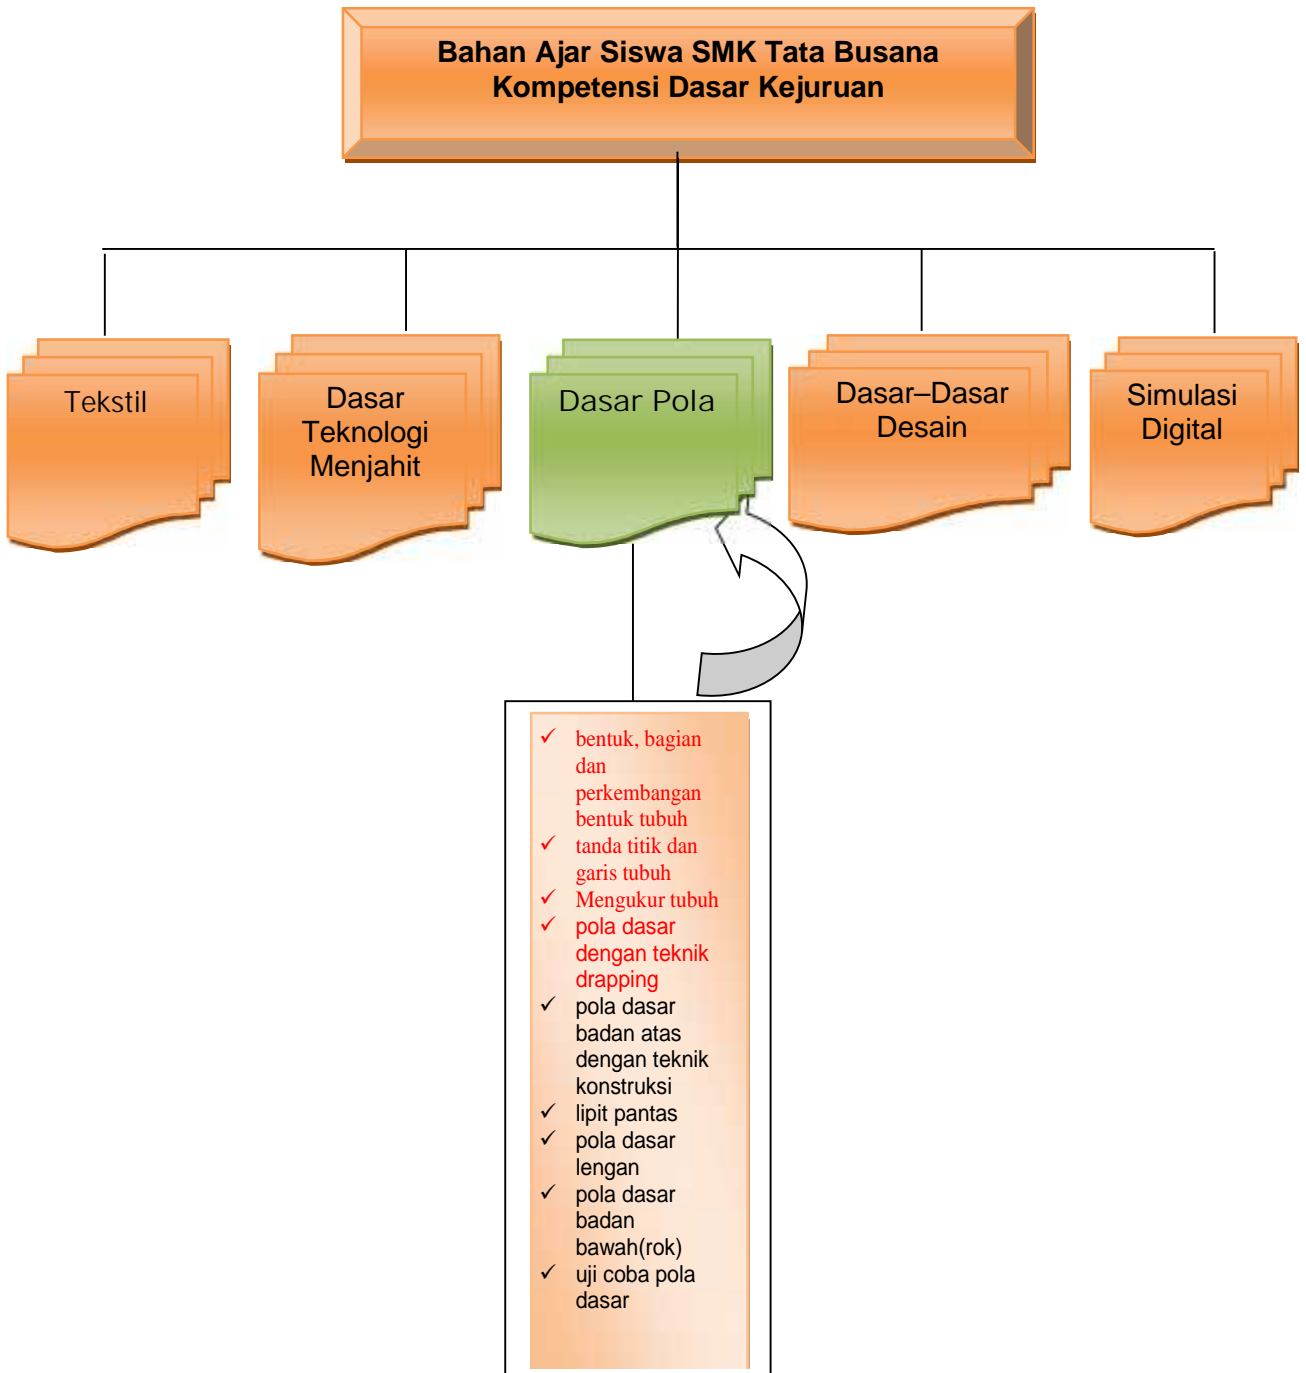 Bahan Ajar Siswa SMK Tata Busana
Kompetensi Dasar Kejuruan
Tekstil
Dasar
Teknologi
Menjahit
Dasar Pola
Dasar–Dasar
Desain
Simulasi
Digital
✓ bentuk, bagian
dan
perkembangan
bentuk tubuh
✓ tanda titik dan
garis tubuh
✓ Mengukur tubuh
✓ pola dasar
dengan teknik
drapping
✓ pola dasar
badan atas
dengan teknik
konstruksi
✓ lipit pantas
✓ pola dasar
lengan
✓ pola dasar
badan
bawah(rok)
✓ uji coba pola
dasar